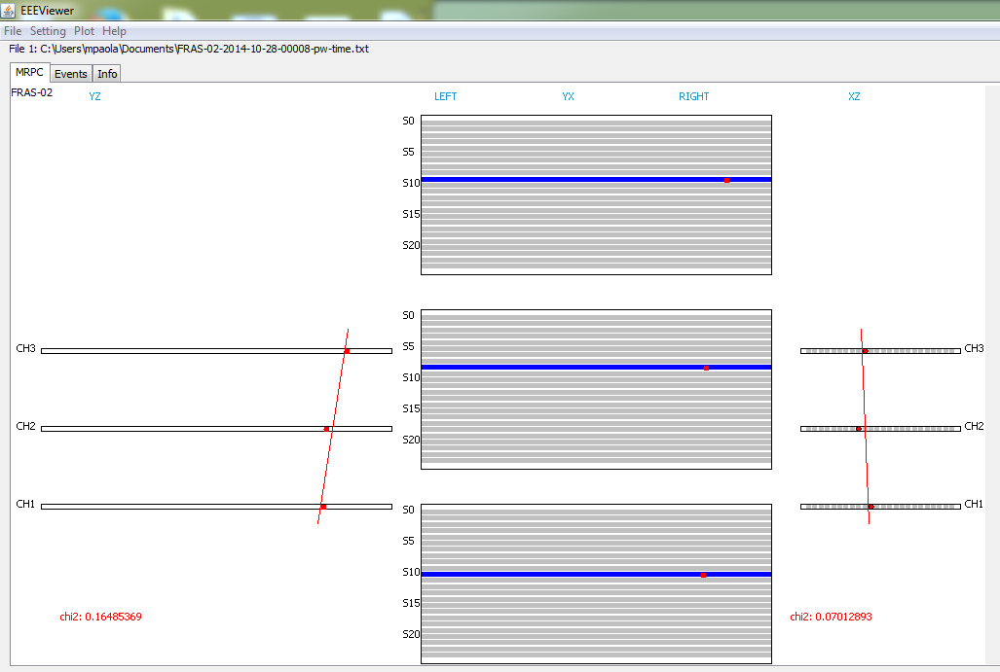 EEEViewer
File Setting Plot Help
File 1: C:\Users\mpaola\Documents\FRAS-02-2014-10-28-00008-pw-time.txt
MRPC Events Info
FRAS-02 YZ LEFT YX RIGHT XZ
S0
S5
S10
S15
S20
S0
CH3 S5 CH3
S10
S15
CH2 CH2
S20
CH1 CH1
S0
S5
S10
S15
chi2: 0.16485369 chi2: 0.07012893
S20